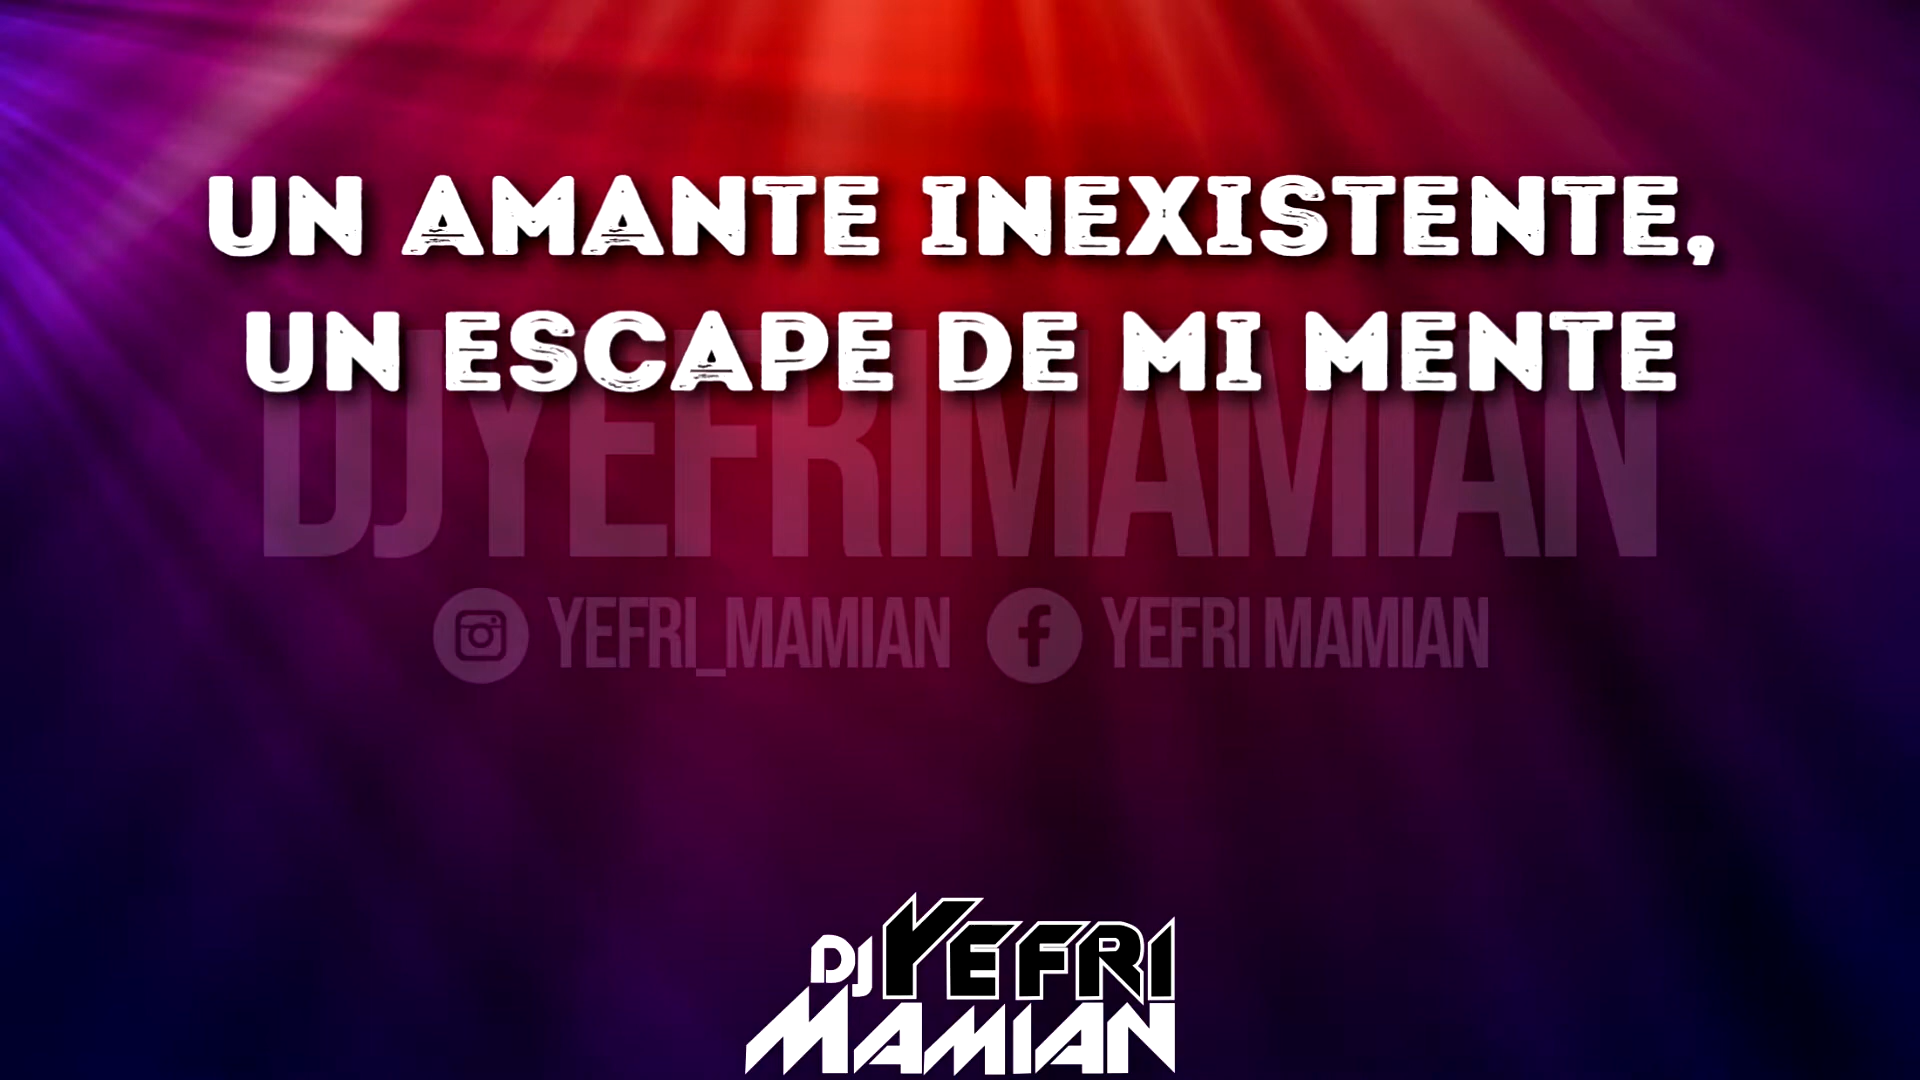 UN AMANTE INEXISTENTE,
UN ESCAPE DE MI MENTE
DJYEFRIMAMIAN
YEFRI_MAMIAN YEFRI MAMIAN
DJ YEFRI
MAMIAN